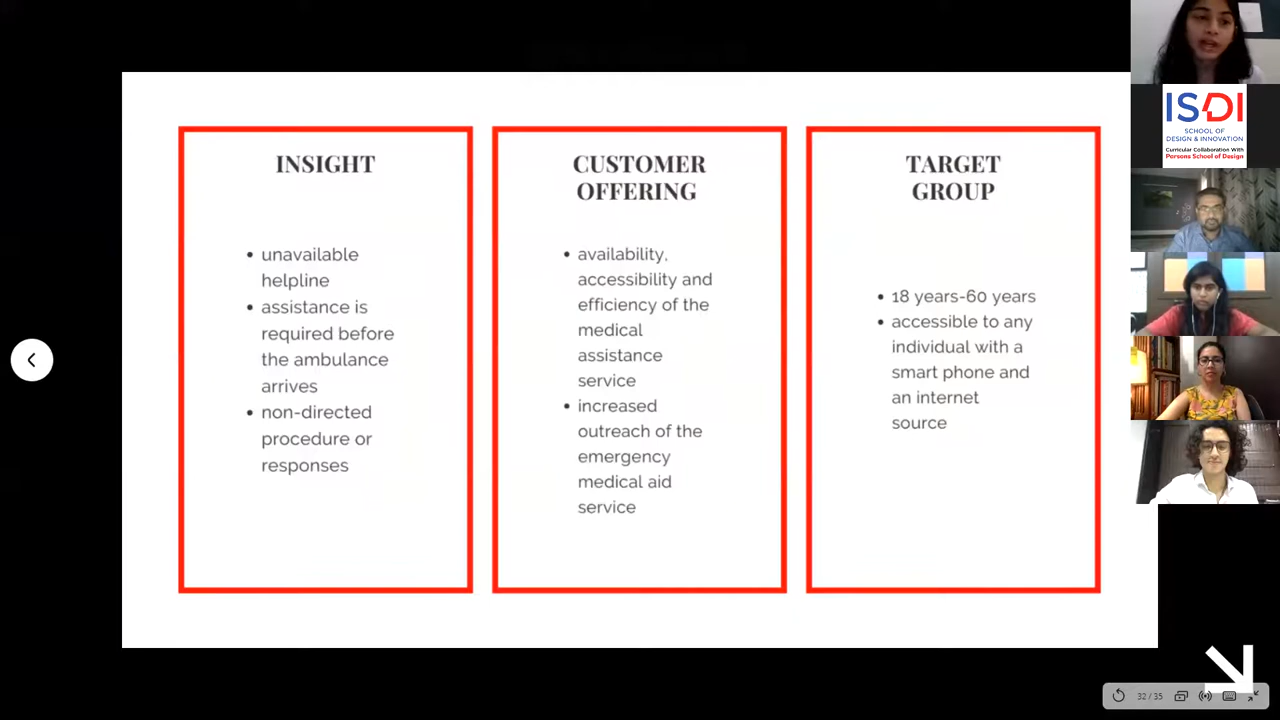 INSIGHT
• unavailable
helpline
• assistance is
required before
the ambulance
arrives
• non-directed
procedure or
responses
CUSTOMER
OFFERING
• availability,
accessibility and
efficiency of the
medical
assistance
service
• increased
outreach of the
emergency
medical aid
service
TARGET
GROUP
• 18 years-60 years
• accessible to any
individual with a
smart phone and
an internet
source
ISDI
SCHOOL OF
DESIGN & INNOVATION
Curricular Collaboration With
Parsons School of Design
32 / 35